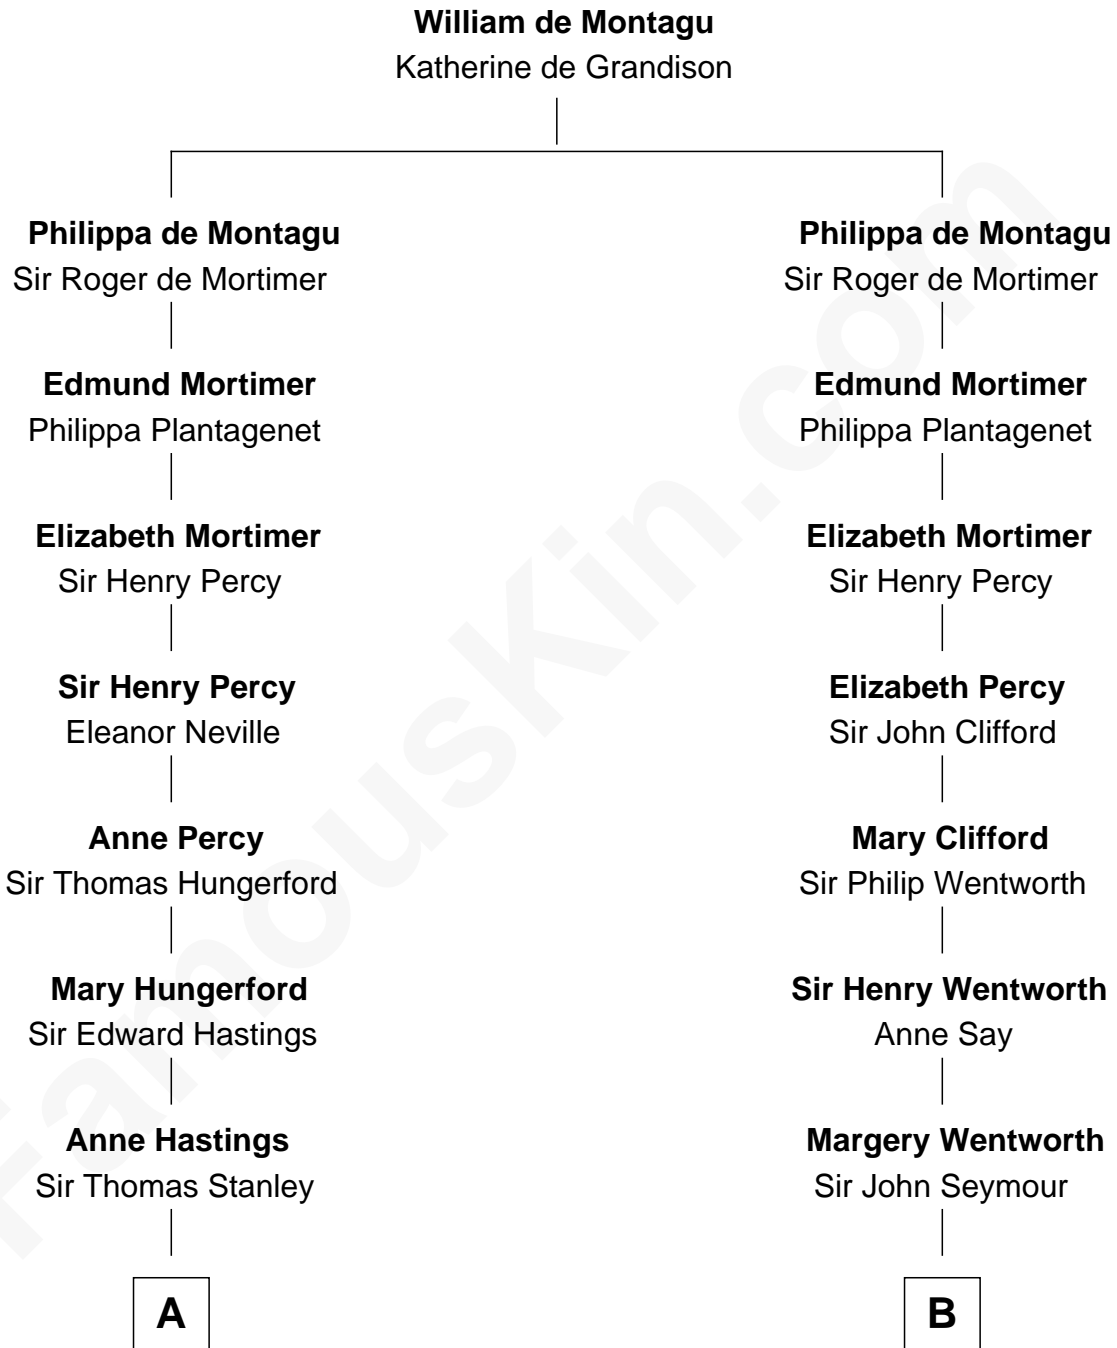 William de Montagu
Katherine de Grandison
Philippa de Montagu
Sir Roger de Mortimer
Edmund Mortimer
Philippa Plantagenet
Elizabeth Mortimer
Sir Henry Percy
Sir Henry Percy
Eleanor Neville
Anne Percy
Sir Thomas Hungerford
Mary Hungerford
Sir Edward Hastings
Anne Hastings
Sir Thomas Stanley
A
Philippa de Montagu
Sir Roger de Mortimer
Edmund Mortimer
Philippa Plantagenet
Elizabeth Mortimer
Sir Henry Percy
Elizabeth Percy
Sir John Clifford
Mary Clifford
Sir Philip Wentworth
Sir Henry Wentworth
Anne Say
Margery Wentworth
Sir John Seymour
B
FamousKin.com